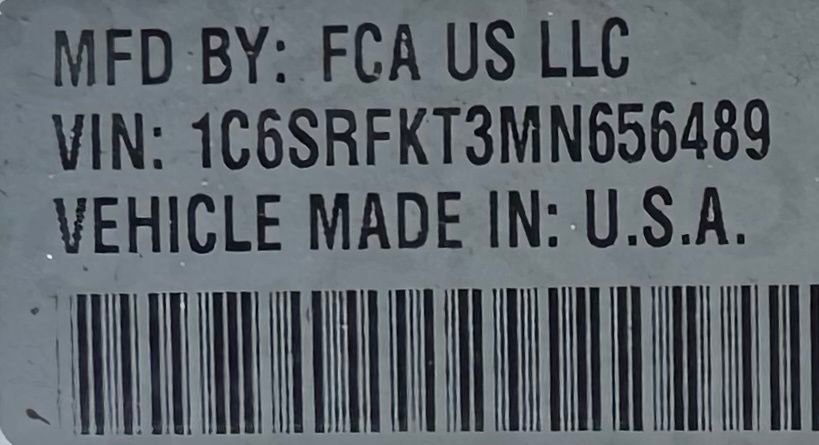 MFD BY: FCA US LLC
VIN: 1C6SRFKT3MN656489
VEHICLE MADE IN: U.S.A.